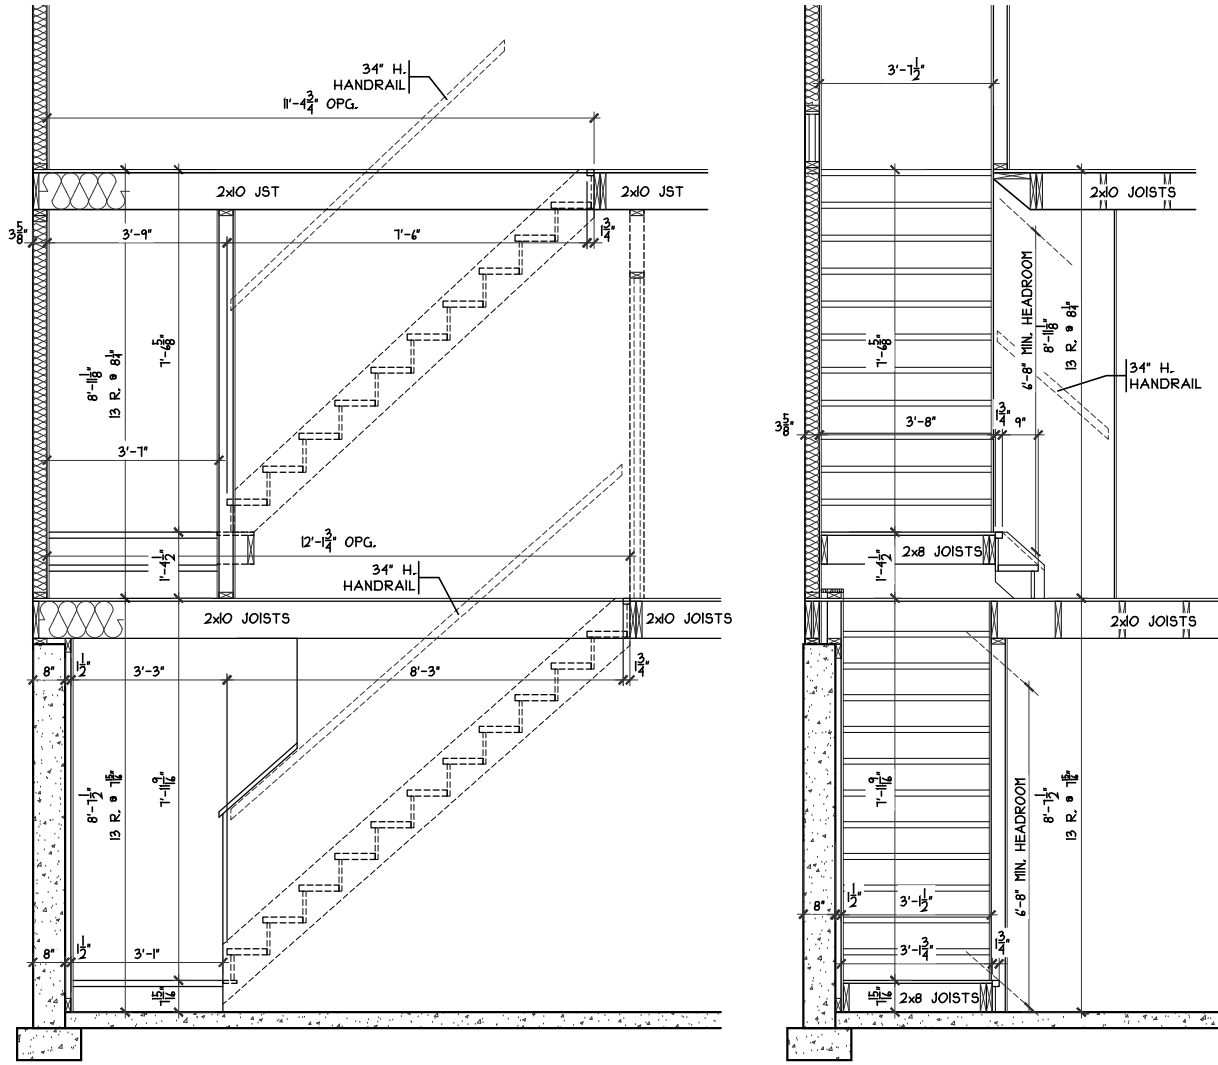 34" H.
HANDRAIL
11'-4 3/4" OPG.
2x10 JST
2x10 JST
3 5/8"
3'-9"
7'-6"
1 3/4"
8'-11 1/8"
13 R. @ 8 1/4"
7'-6 5/8"
3'-7"
12'-1 3/4" OPG.
1'-4 1/2"
34" H.
HANDRAIL
2x10 JOISTS
2x10 JOISTS
8"
1 1/2"
3'-3"
8'-3"
1 3/4"
8'-7 1/2"
13 R. @ 7 15/16"
7'-11 9/16"
8"
1 1/2"
3'-1"
7 15/16"
3'-7 1/2"
2x10 JOISTS
6'-8" MIN. HEADROOM
8'-11 1/8"
13 R. @ 8 1/4"
7'-6 5/8"
34" H.
HANDRAIL
3 5/8"
3'-8"
1 3/4"
9"
2x8 JOISTS
1'-4 1/2"
2x10 JOISTS
7'-11 9/16"
6'-8" MIN. HEADROOM
8'-7 1/2"
13 R. @ 7 15/16"
8"
1 1/2"
3'-1 1/2"
3'-1 3/4"
1 3/4"
7 15/16"
2x8 JOISTS